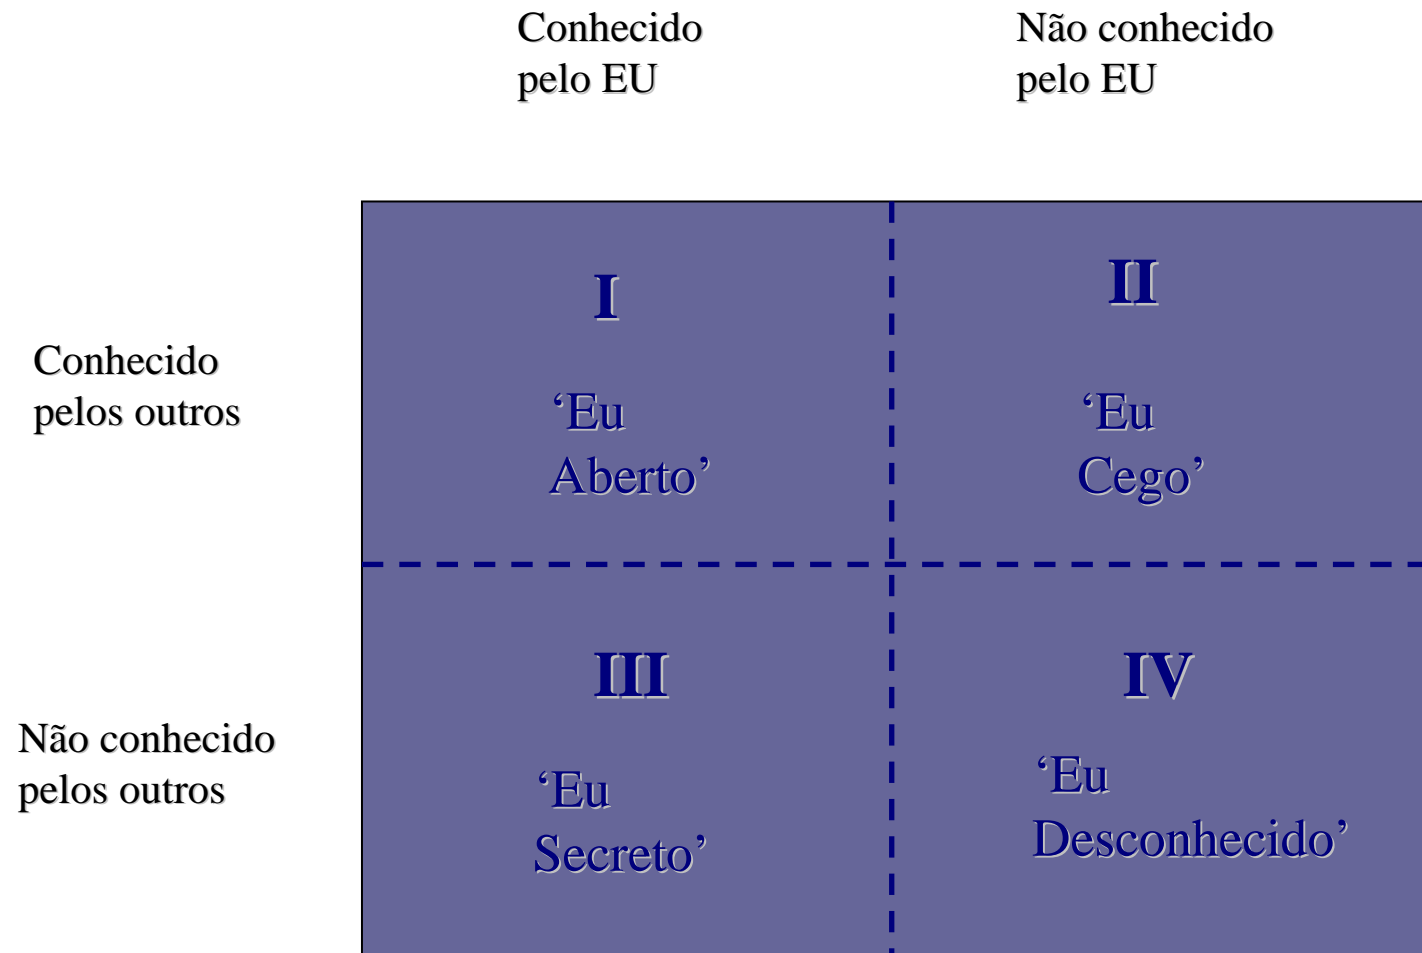 Conhecido
pelo EU
Não conhecido
pelo EU
Conhecido
pelos outros
I
‘Eu
Aberto’
II
‘Eu
Cego’
Não conhecido
pelos outros
III
‘Eu
Secreto’
IV
‘Eu
Desconhecido’